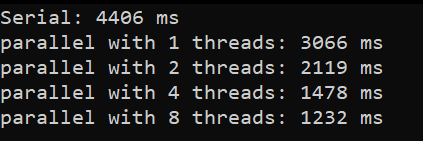 Serial: 4406 ms
parallel with 1 threads: 3066 ms
parallel with 2 threads: 2119 ms
parallel with 4 threads: 1478 ms
parallel with 8 threads: 1232 ms